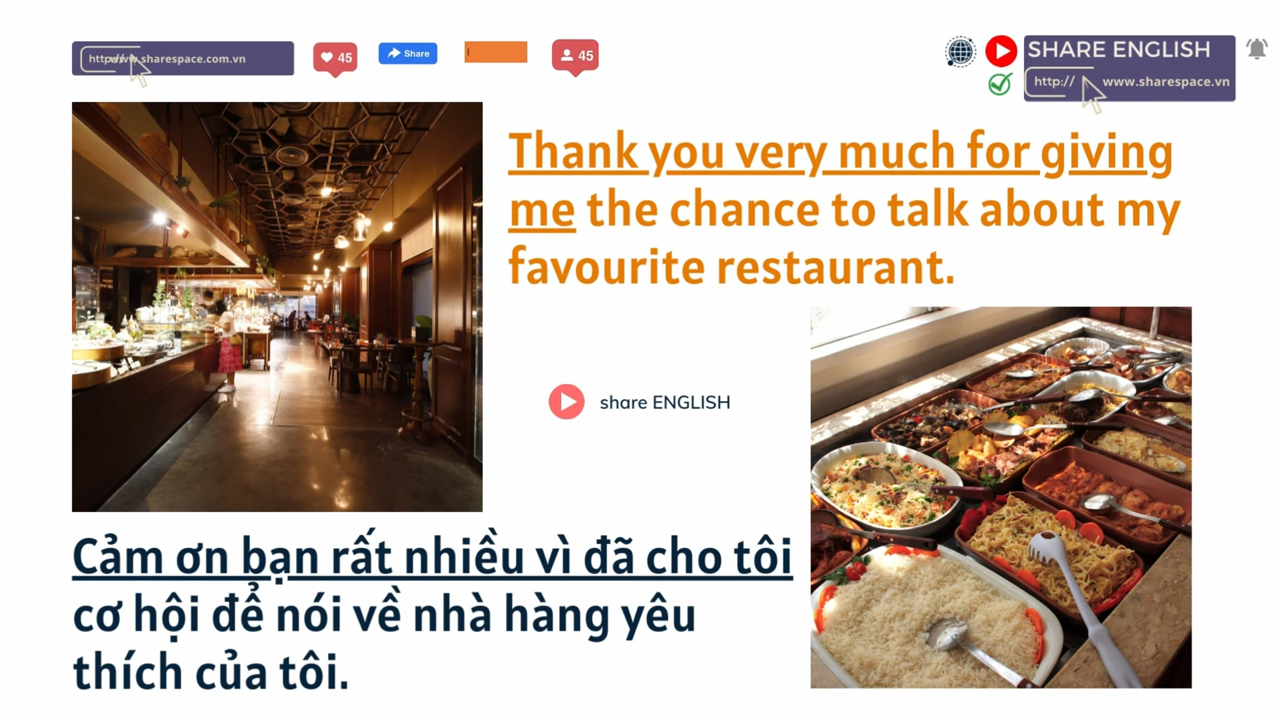 www.sharespace.com.vn
45
Share
45
SHARE ENGLISH
http:// www.sharespace.vn
Thank you very much for giving
me the chance to talk about my
favourite restaurant.
share ENGLISH
Cảm ơn bạn rất nhiều vì đã cho tôi
cơ hội để nói về nhà hàng yêu
thích của tôi.